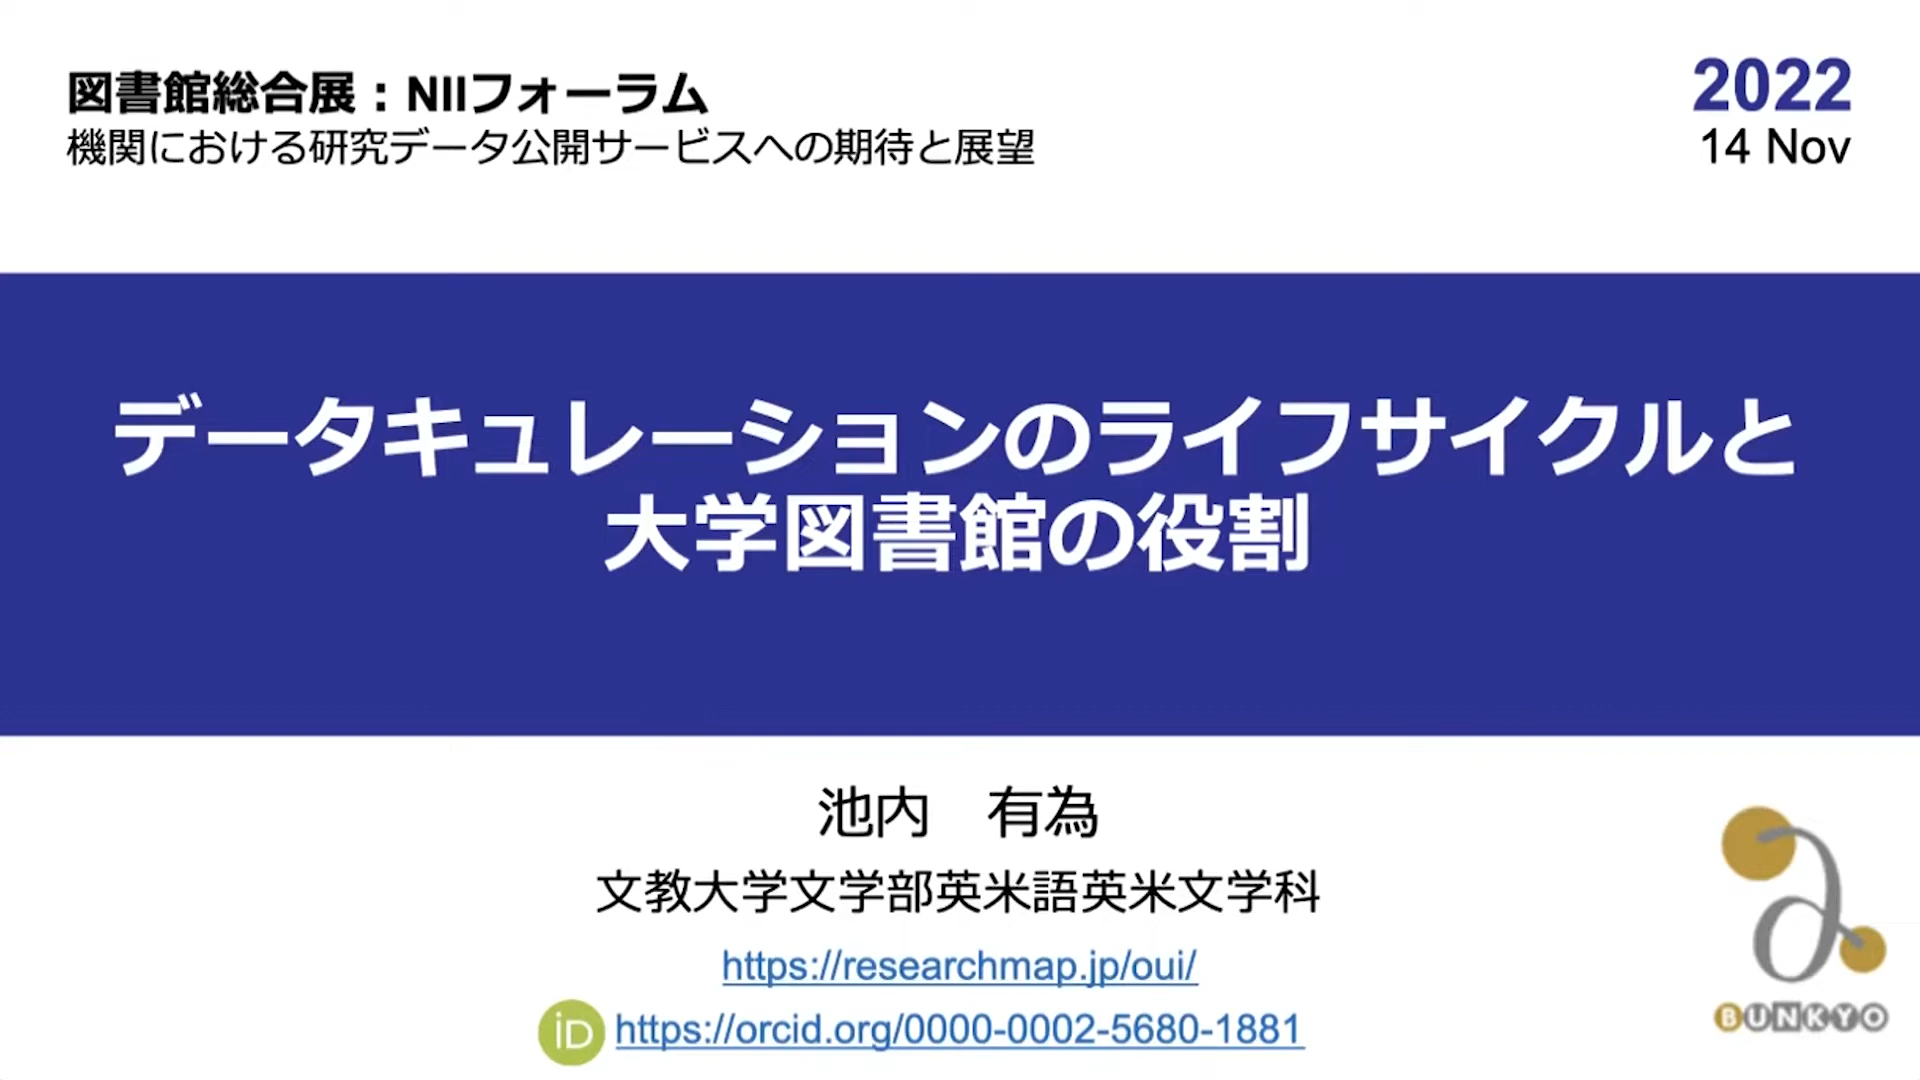 図書館総合展：NIIフォーラム
機関における研究データ公開サービスへの期待と展望
2022
14 Nov
データキュレーションのライフサイクルと
大学図書館の役割
池内　有為
文教大学文学部英米語英米文学科
https://researchmap.jp/oui/
iD https://orcid.org/0000-0002-5680-1881
BUNKYO